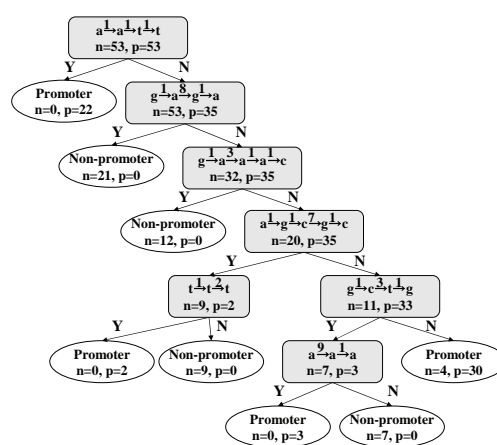 a 1→ a 1→ t 1→ t
n=53, p=53
Y
N
Promoter
n=0, p=22
g 1→ a 8→ g 1→ a
n=53, p=35
Y
N
Non-promoter
n=21, p=0
g 1→ a 3→ a 1→ a 1→ c
n=32, p=35
Y
N
Non-promoter
n=12, p=0
a 1→ g 1→ c 7→ g 1→ c
n=20, p=35
Y
N
t 1→ t 2→ t
n=9, p=2
g 1→ c 3→ t 1→ g
n=11, p=33
Y
N
Y
N
Promoter
n=0, p=2
Non-promoter
n=9, p=0
a 9→ a 1→ a
n=7, p=3
Promoter
n=4, p=30
Y
N
Promoter
n=0, p=3
Non-promoter
n=7, p=0